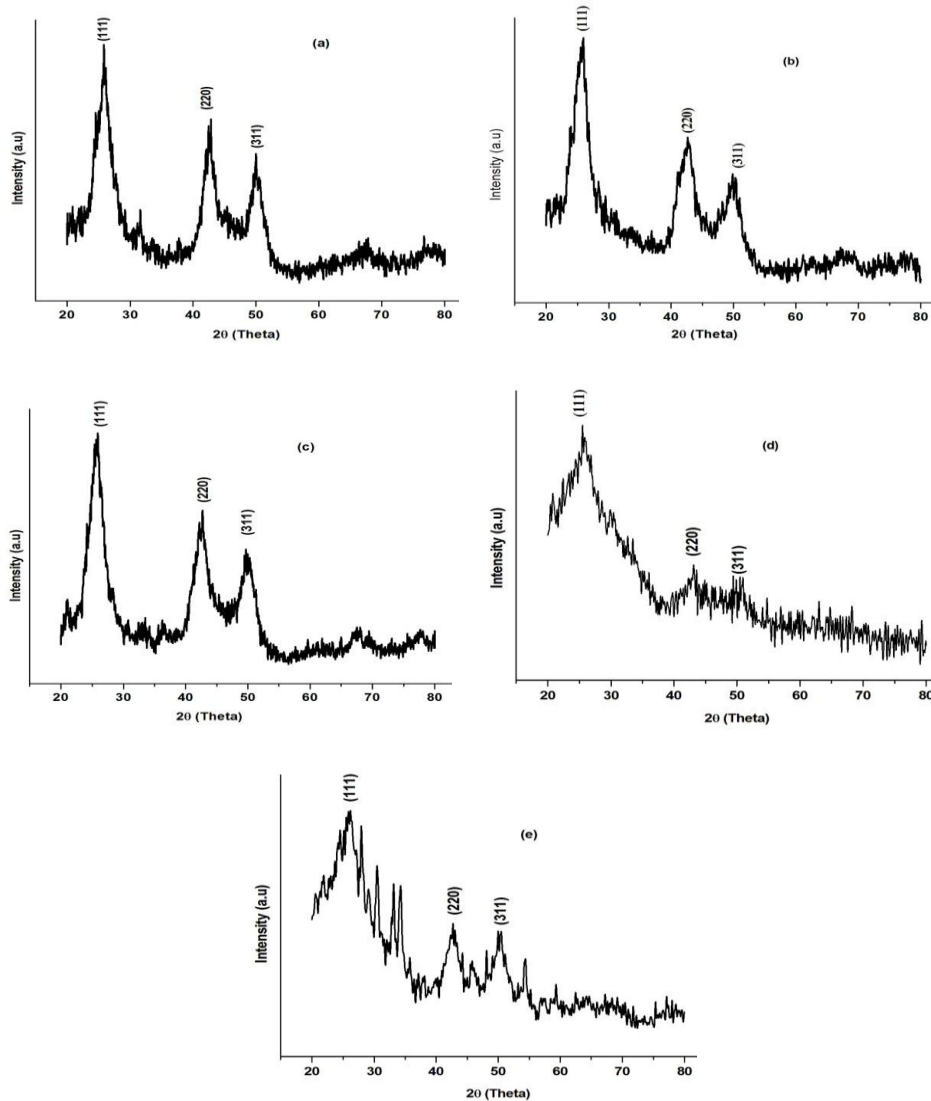 (111)
(a)
(220)
(311)
Intensity (a.u)
20 30 40 50 60 70 80
2θ (Theta)
(111)
(b)
(220)
(311)
Intensity (a.u)
20 30 40 50 60 70 80
2θ (Theta)
(111)
(c)
(220)
(311)
Intensity (a.u)
20 30 40 50 60 70 80
2θ (Theta)
(111)
(d)
(220)
(311)
Intensity (a.u)
20 30 40 50 60 70 80
2θ (Theta)
(111)
(e)
(220)
(311)
Intensity (a.u)
20 30 40 50 60 70 80
2θ (Theta)